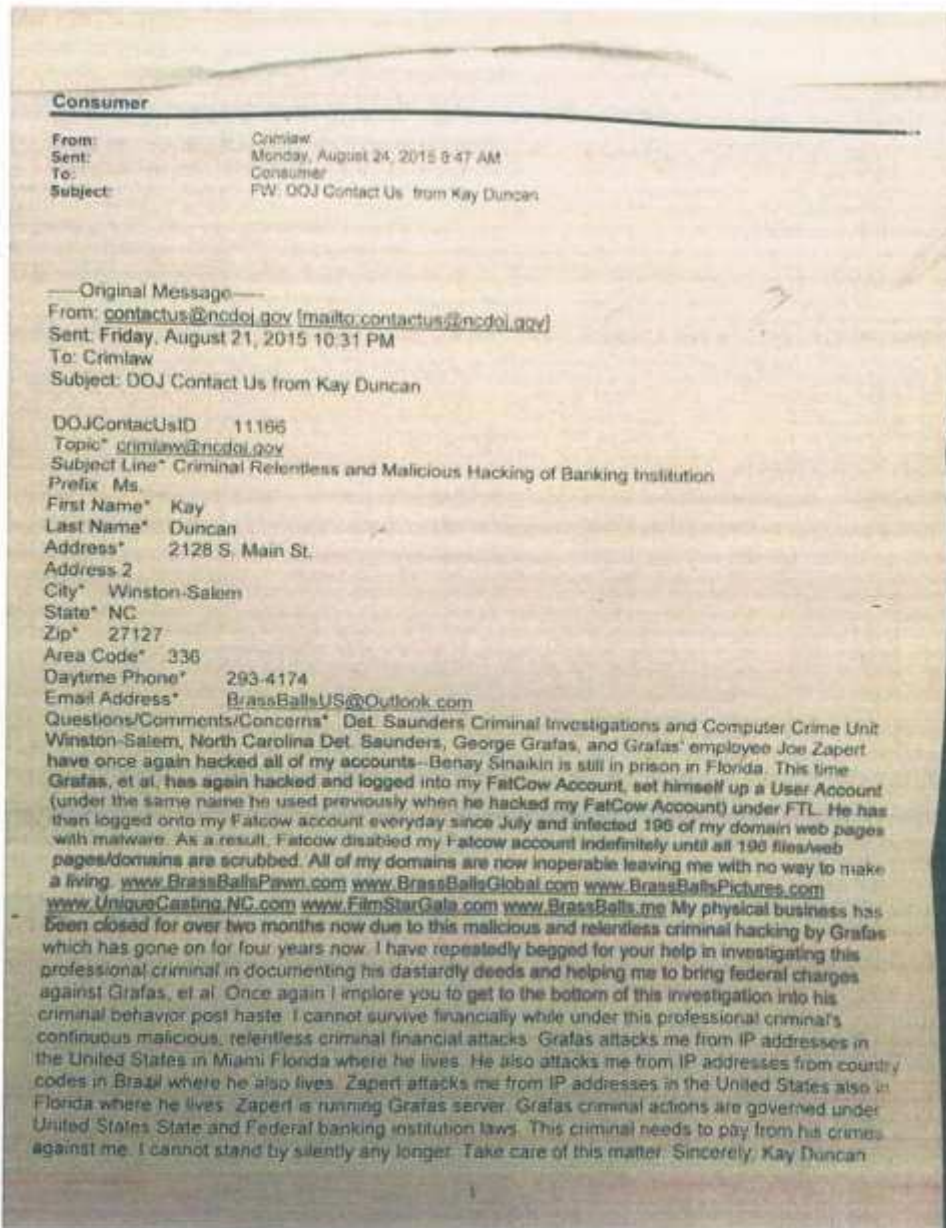 Consumer
From: Crimlaw
Sent: Monday, August 24, 2015 9:47 AM
To: Consumer
Subject: FW: DOJ Contact Us from Kay Duncan
-----Original Message-----
From: contactus@ncdoj.gov [mailto:contactus@ncdoj.gov]
Sent: Friday, August 21, 2015 10:31 PM
To: Crimlaw
Subject: DOJ Contact Us from Kay Duncan
DOJContacUsID 11166
Topic* crimlaw@ncdoj.gov
Subject Line* Criminal Relentless and Malicious Hacking of Banking Institution
Prefix Ms.
First Name* Kay
Last Name* Duncan
Address* 2128 S. Main St.
Address 2
City* Winston-Salem
State* NC
Zip* 27127
Area Code* 336
Daytime Phone* 293-4174
Email Address* BrassBallsUS@Outlook.com
Questions/Comments/Concerns* Det. Saunders Criminal Investigations and Computer Crime Unit
Winston-Salem, North Carolina Det. Saunders, George Grafas, and Grafas' employee Joe Zapert
have once again hacked all of my accounts--Benay Sinaikin is still in prison in Florida. This time
Grafas, et al. has again hacked and logged into my FatCow Account, set himself up a User Account
(under the same name he used previously when he hacked my FatCow Account) under FTL. He has
then logged onto my Fatcow account everyday since July and infected 196 of my domain web pages
with malware. As a result, Fatcow disabled my Fatcow account indefinitely until all 196 files/web
pages/domains are scrubbed. All of my domains are now inoperable leaving me with no way to make
a living. www.BrassBallsPawn.com www.BrassBallsGlobal.com www.BrassBallsPictures.com
www.UniqueCasting.NC.com www.FilmStarGala.com www.BrassBalls.me My physical business has
been closed for over two months now due to this malicious and relentless criminal hacking by Grafas
which has gone on for four years now. I have repeatedly begged for your help in investigating this
professional criminal in documenting his dastardly deeds and helping me to bring federal charges
against Grafas, et al. Once again I implore you to get to the bottom of this investigation into his
criminal behavior post haste. I cannot survive financially while under this professional criminal's
continuous malicious, relentless criminal financial attacks. Grafas attacks me from IP addresses in
the United States in Miami Florida where he lives. He also attacks me from IP addresses from country
codes in Brazil where he also lives. Zapert attacks me from IP addresses in the United States also in
Florida where he lives. Zapert is running Grafas server. Grafas criminal actions are governed under
United States State and Federal banking institution laws. This criminal needs to pay from his crimes
against me. I cannot stand by silently any longer. Take care of this matter. Sincerely, Kay Duncan
1